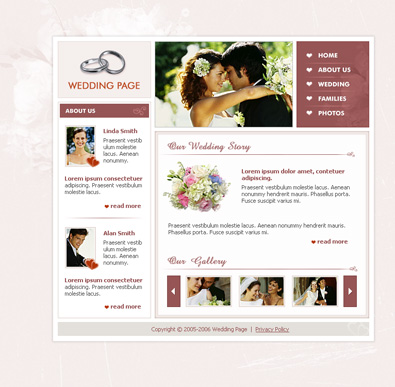 WEDDING PAGE
HOME
ABOUT US
WEDDING
FAMILIES
PHOTOS
ABOUT US
Linda Smith
Praesent vestib
ulum molestie
lacus. Aenean
nonummy.
Lorem ipsum consectetuer
adipiscing. Praesent vestibulum
molestie lacus.
read more
Alan Smith
Praesent vestib
ulum molestie
lacus. Aenean
nonummy.
Lorem ipsum consectetuer
adipiscing. Praesent vestibulum
molestie lacus.
read more
Our Wedding Story
Lorem ipsum dolor amet, contetuer
adipiscing.
Praesent vestibulum molestie lacus.
Aenean nonummy hendrerit mauris.
Phasellus porta.
Fusce suscipit varius mi.
Praesent vestibulum molestie lacus. Aenean nonummy hendrerit mauris.
Phasellus porta. Fusce suscipit varius mi.
read more
Our Gallery
Copyright © 2005-2006 Wedding Page | Privacy Policy